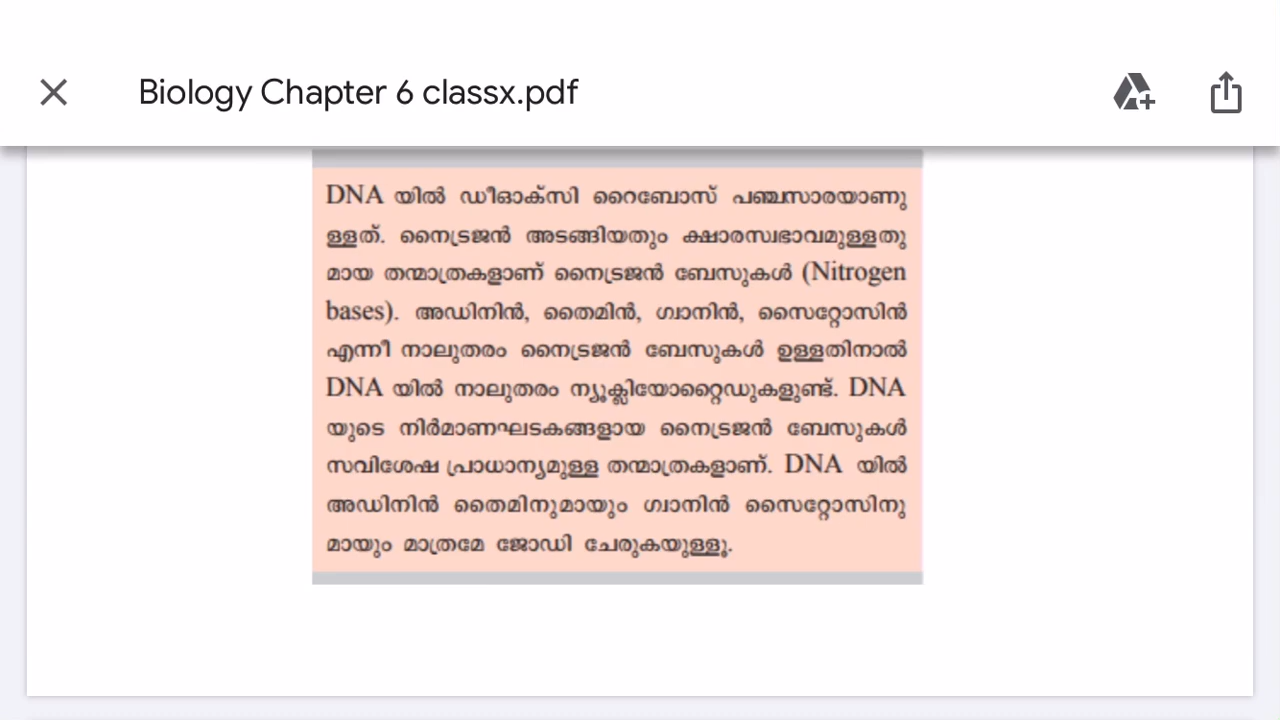 Biology Chapter 6 classx.pdf
DNA യിൽ ഡീഓക്സി റൈബോസ് പഞ്ചസാരയാണു
ള്ളത്. നൈട്രജൻ അടങ്ങിയതും ക്ഷാരസ്വഭാവമുള്ളതു
മായ തന്മാത്രകളാണ് നൈട്രജൻ ബേസുകൾ (Nitrogen
bases). അഡിനിൻ, തൈമിൻ, ഗ്വാനിൻ, സൈറ്റോസിൻ
എന്നീ നാലുതരം നൈട്രജൻ ബേസുകൾ ഉള്ളതിനാൽ
DNA യിൽ നാലുതരം ന്യൂക്ലിയോറ്റൈഡുകളുണ്ട്. DNA
യുടെ നിർമാണഘടകങ്ങളായ നൈട്രജൻ ബേസുകൾ
സവിശേഷ പ്രാധാന്യമുള്ള തന്മാത്രകളാണ്. DNA യിൽ
അഡിനിൻ തൈമിനുമായും ഗ്വാനിൻ സൈറ്റോസിനു
മായും മാത്രമേ ജോഡി ചേരുകയുള്ളൂ.